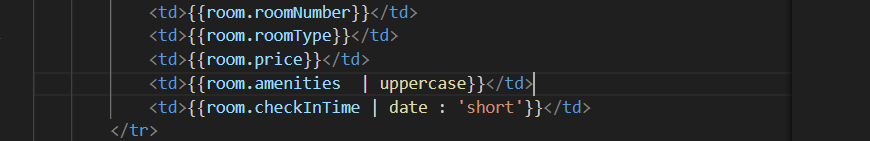 <td>{{room.roomNumber}}</td>
<td>{{room.roomType}}</td>
<td>{{room.price}}</td>
<td>{{room.amenities  | uppercase}}</td>
<td>{{room.checkInTime | date : 'short'}}</td>
</tr>